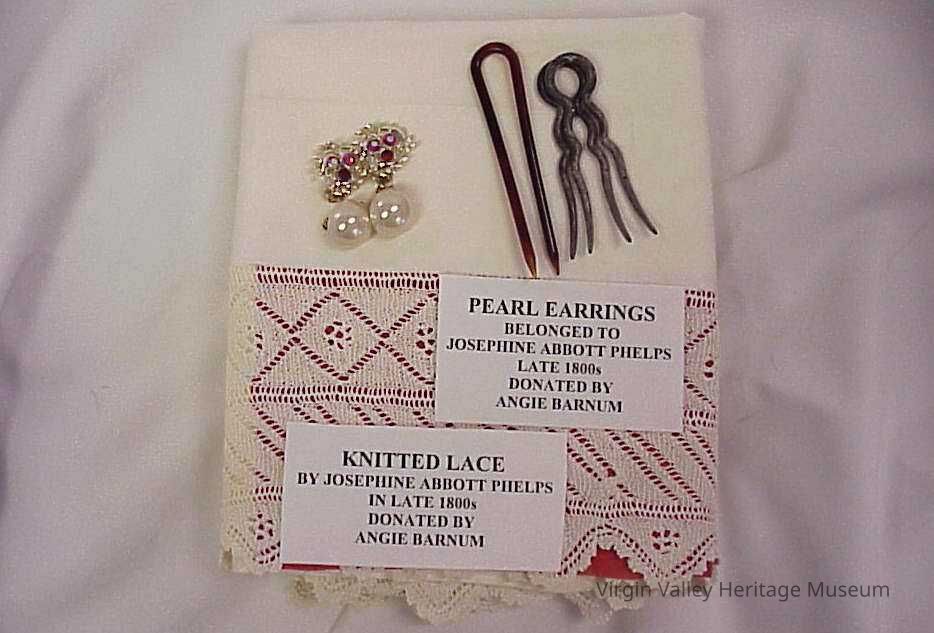 PEARL EARRINGS
BELONGED TO
JOSEPHINE ABBOTT PHELPS
LATE 1800s
DONATED BY
ANGIE BARNUM
KNITTED LACE
BY JOSEPHINE ABBOTT PHELPS
IN LATE 1800s
DONATED BY
ANGIE BARNUM
Virgin Valley Heritage Museum